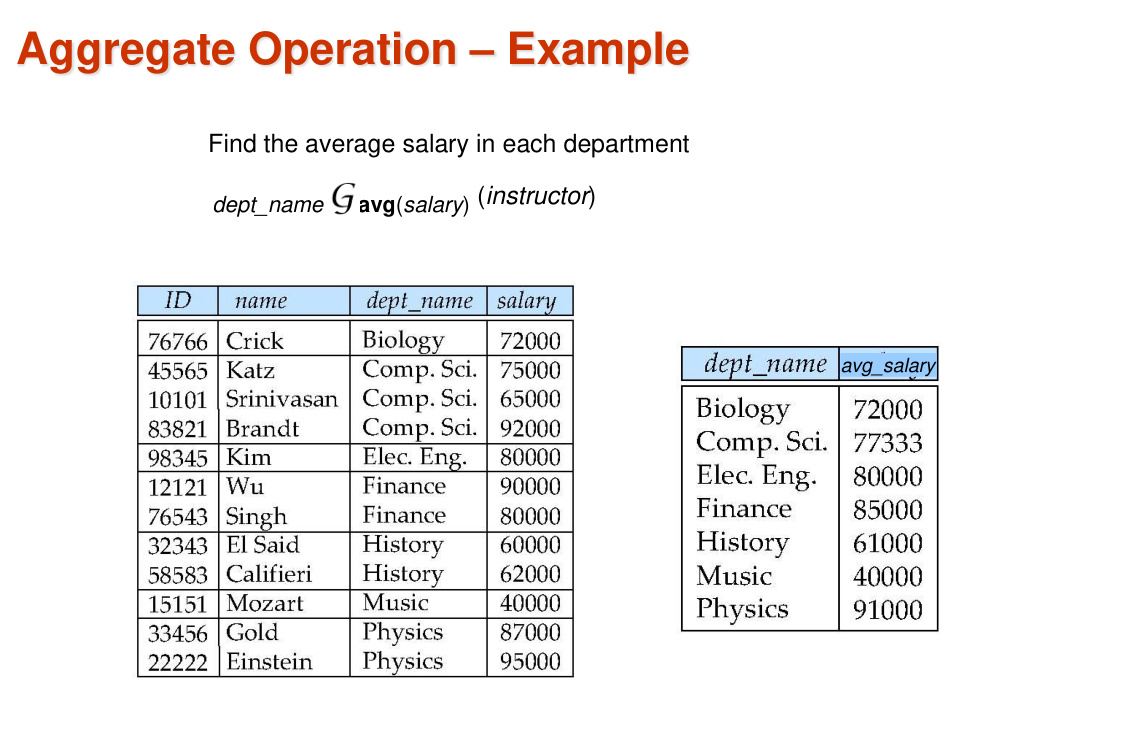 Aggregate Operation – Example
Find the average salary in each department
dept_name 𝒢 avg(salary) (instructor)
ID name dept_name salary
76766 Crick Biology 72000
45565 Katz Comp. Sci. 75000
10101 Srinivasan Comp. Sci. 65000
83821 Brandt Comp. Sci. 92000
98345 Kim Elec. Eng. 80000
12121 Wu Finance 90000
76543 Singh Finance 80000
32343 El Said History 60000
58583 Califieri History 62000
15151 Mozart Music 40000
33456 Gold Physics 87000
22222 Einstein Physics 95000
dept_name avg_salary
Biology 72000
Comp. Sci. 77333
Elec. Eng. 80000
Finance 85000
History 61000
Music 40000
Physics 91000